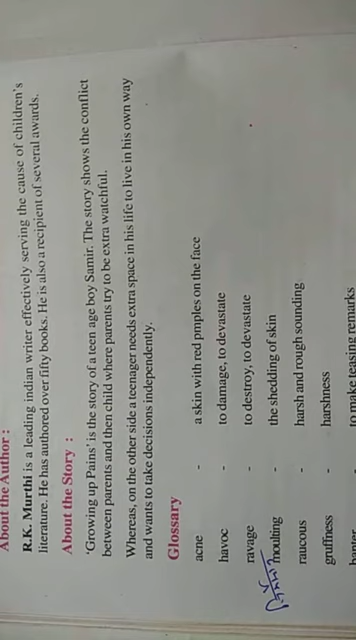 About the Author :
R.K. Murthi is a leading indian writer effectively serving the cause of children's
literature. He has authored over fifty books. He is also a recipient of several awards.
About the Story :
'Growing up Pains' is the story of a teen age boy Samir. The story shows the conflict
between parents and then child where parents try to be extra watchful.
Whereas, on the other side a teenager needs extra space in his life to live in his own way
and wants to take decisions independently.
Glossary
acne - a skin with red pmples on the face
havoc - to damage, to devastate
ravage - to destroy, to devastate
moulting - the shedding of skin
raucous - harsh and rough sounding
gruffness - harshness
banter - to make teasing remarks